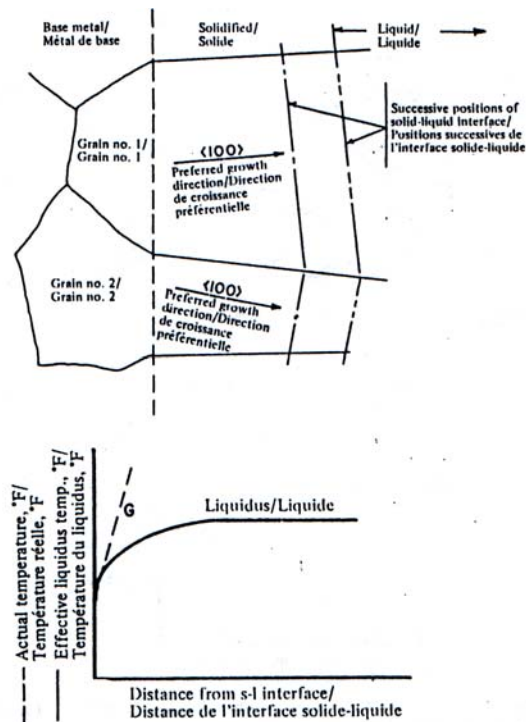 Base metal/
Métal de base
Solidified/
Solide
Liquid/
Liquide
Successive positions of
solid-liquid interface/
Positions successives de
l'interface solide-liquide
Grain no. 1/
Grain no. 1
⟨100⟩
Preferred growth
direction/Direction
de croissance
préférentielle
Grain no. 2/
Grain no. 2
⟨100⟩
Preferred growth
direction/Direction
de croissance
préférentielle
Actual temperature, °F/
Température réelle, °F
Effective liquidus temp., °F/
Température du liquidus, °F
G
Liquidus/Liquide
Distance from s-l interface/
Distance de l'interface solide-liquide